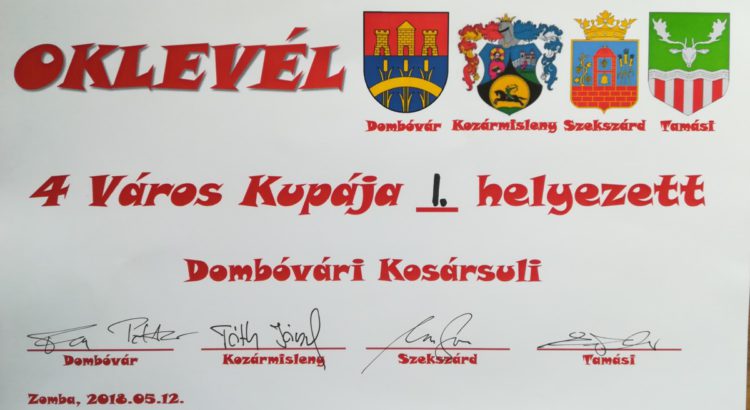 OKLEVÉL
Dombóvár Kozármisleny Szekszárd Tamási
4 Város Kupája 1. helyezett
Dombóvári Kosársuli
Tóth József
Dombóvár Kozármisleny Szekszárd Tamási
Zomba, 2018.05.12.